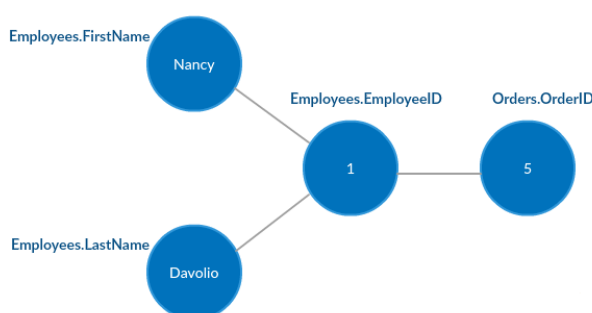 Employees.FirstName
Nancy
Employees.EmployeeID
Orders.OrderID
1
5
Employees.LastName
Davolio